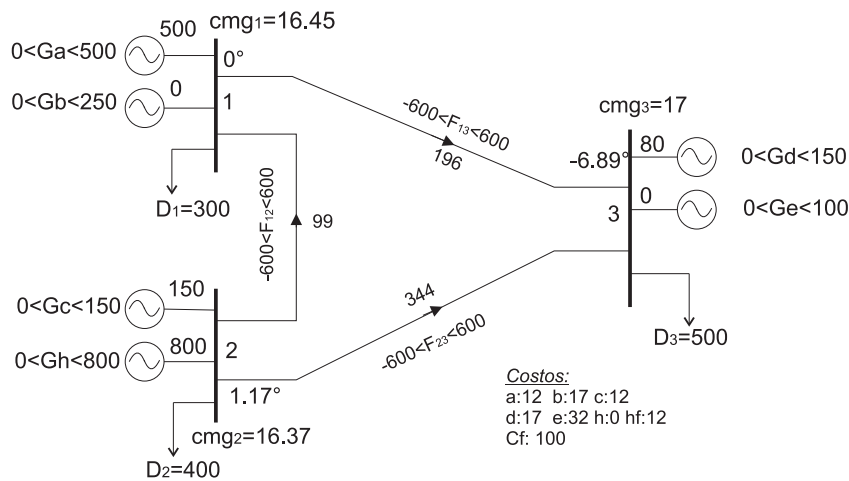 cmg1=16.45
500
0<Ga<500
0°
0
0<Gb<250
1
D1=300
-600<F13<600
196
cmg3=17
-6.89°
80
0<Gd<150
3
0
0<Ge<100
D3=500
-600<F12<600
99
150
0<Gc<150
800
0<Gh<800
2
1.17°
cmg2=16.37
D2=400
344
-600<F23<600
Costos:
a:12 b:17 c:12
d:17 e:32 h:0 hf:12
Cf: 100